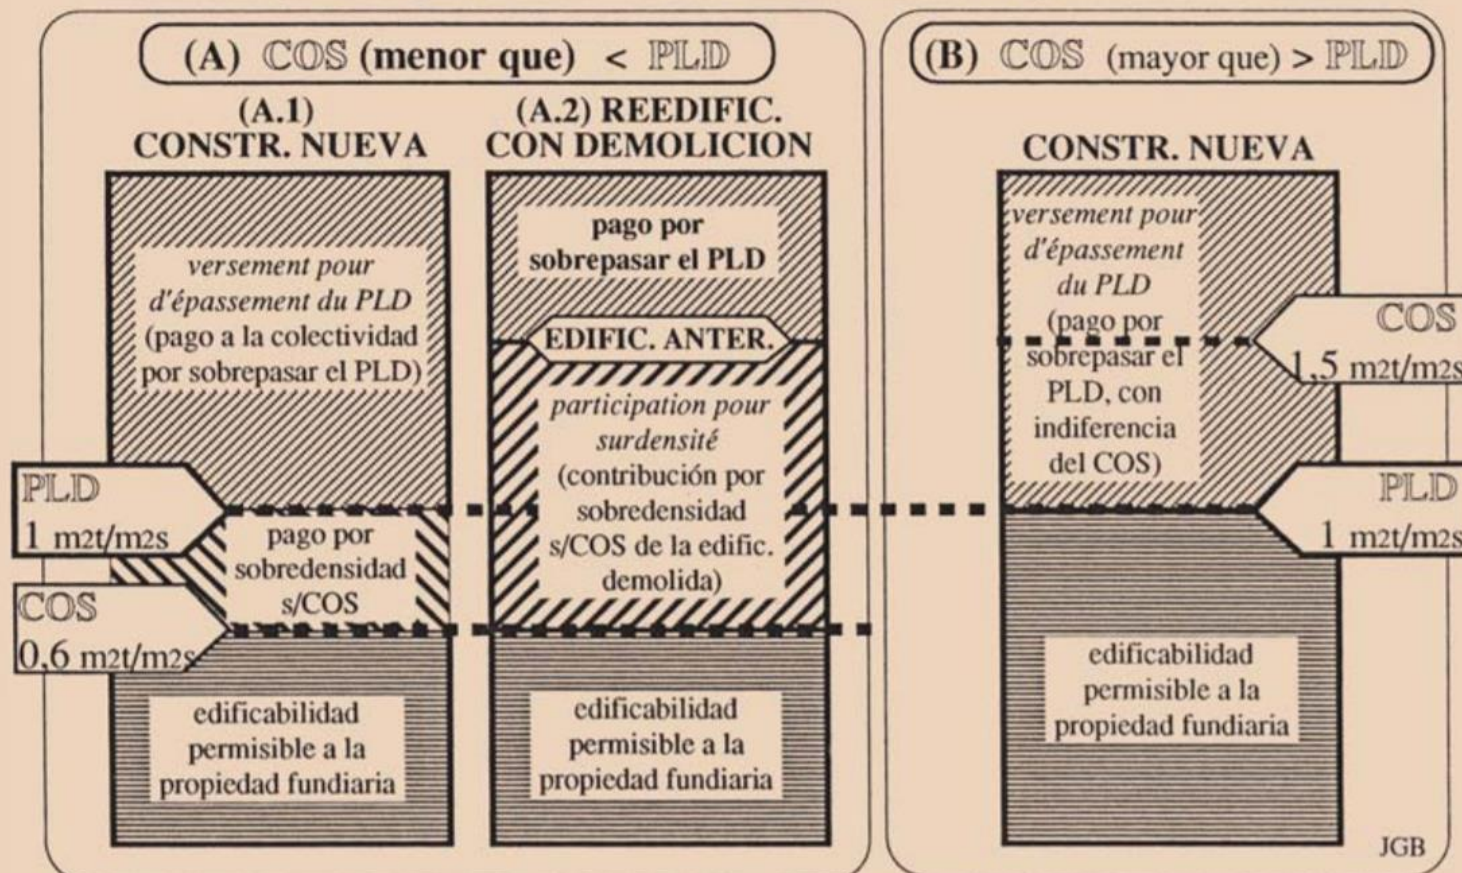 (A) COS (menor que) < PLD
(A.1)
CONSTR. NUEVA
versement pour
d'épassement du PLD
(pago a la colectividad
por sobrepasar el PLD)
PLD
1 m2t/m2s
pago por
sobredensidad
s/COS
COS
0,6 m2t/m2s
edificabilidad
permisible a la
propiedad fundiaria
(A.2) REEDIFIC.
CON DEMOLICION
pago por
sobrepasar el PLD
EDIFIC. ANTER.
participation pour
surdensité
(contribución por
sobredensidad
s/COS de la edific.
demolida)
edificabilidad
permisible a la
propiedad fundiaria
(B) COS (mayor que) > PLD
CONSTR. NUEVA
versement pour
d'épassement
du PLD
(pago por
sobrepasar el
PLD, con
indiferencia
del COS)
COS
1,5 m2t/m2s
PLD
1 m2t/m2s
edificabilidad
permisible a la
propiedad fundiaria
JGB